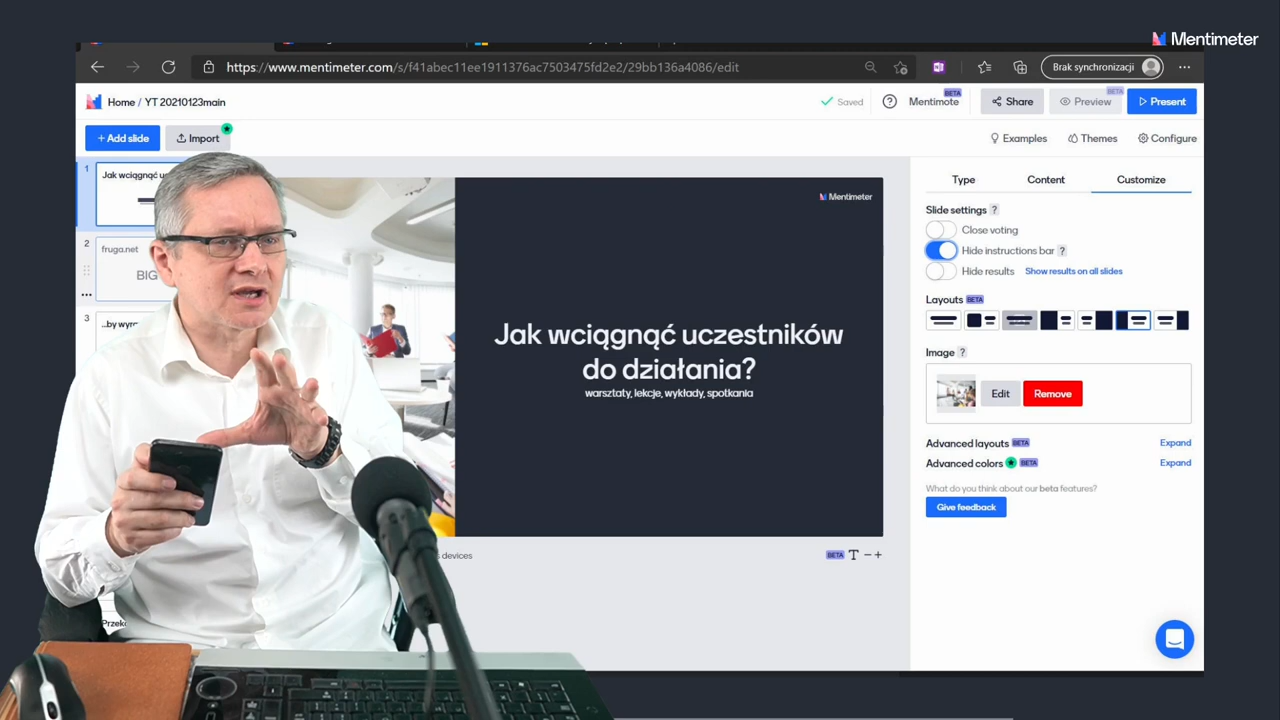 Mentimeter
https://www.mentimeter.com/s/f41abec11ee1911376ac7503475fd2e2/29bb136a4086/edit
Brak synchronizacji
Home / YT 20210123main
Saved
?
Mentimote BETA
Share
Preview BETA
Present
+ Add slide
Import
Examples
Themes
Configure
1
Jak wciągnąć
2
fruga.net
BIG
3
Mentimeter
Jak wciągnąć uczestników
do działania?
warsztaty, lekcje, wykłady, spotkania
devices
BETA T − +
Type
Content
Customize
Slide settings ?
Close voting
Hide instructions bar ?
Hide results Show results on all slides
Layouts BETA
Image ?
Edit
Remove
Advanced layouts BETA Expand
Advanced colors BETA Expand
What do you think about our beta features?
Give feedback